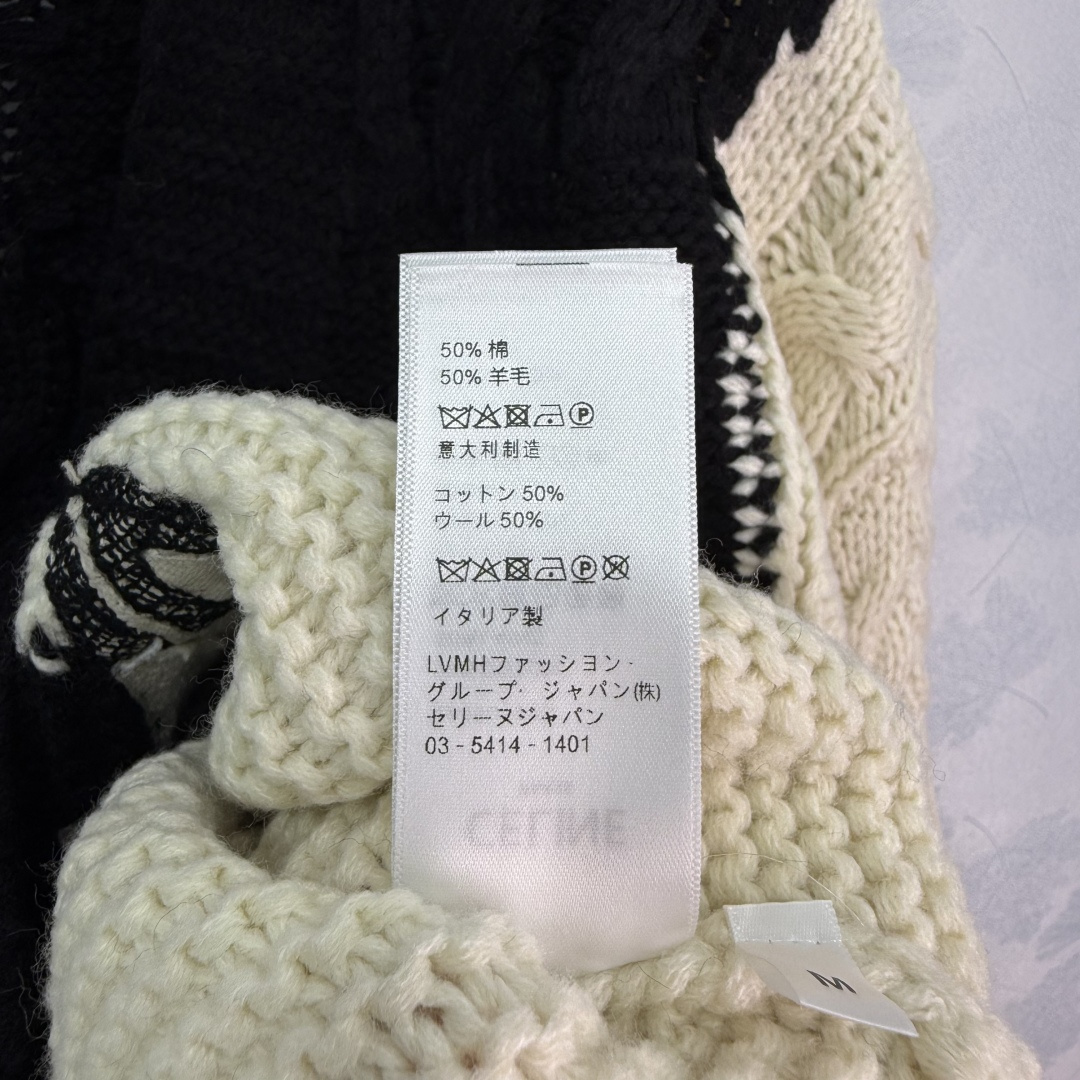 50% 棉
50% 羊毛
意大利制造
コットン 50%
ウール 50%
イタリア製
LVMHファッション・
グループ・ジャパン(株)
セリーヌジャパン
03 - 5414 - 1401
CELINE
M